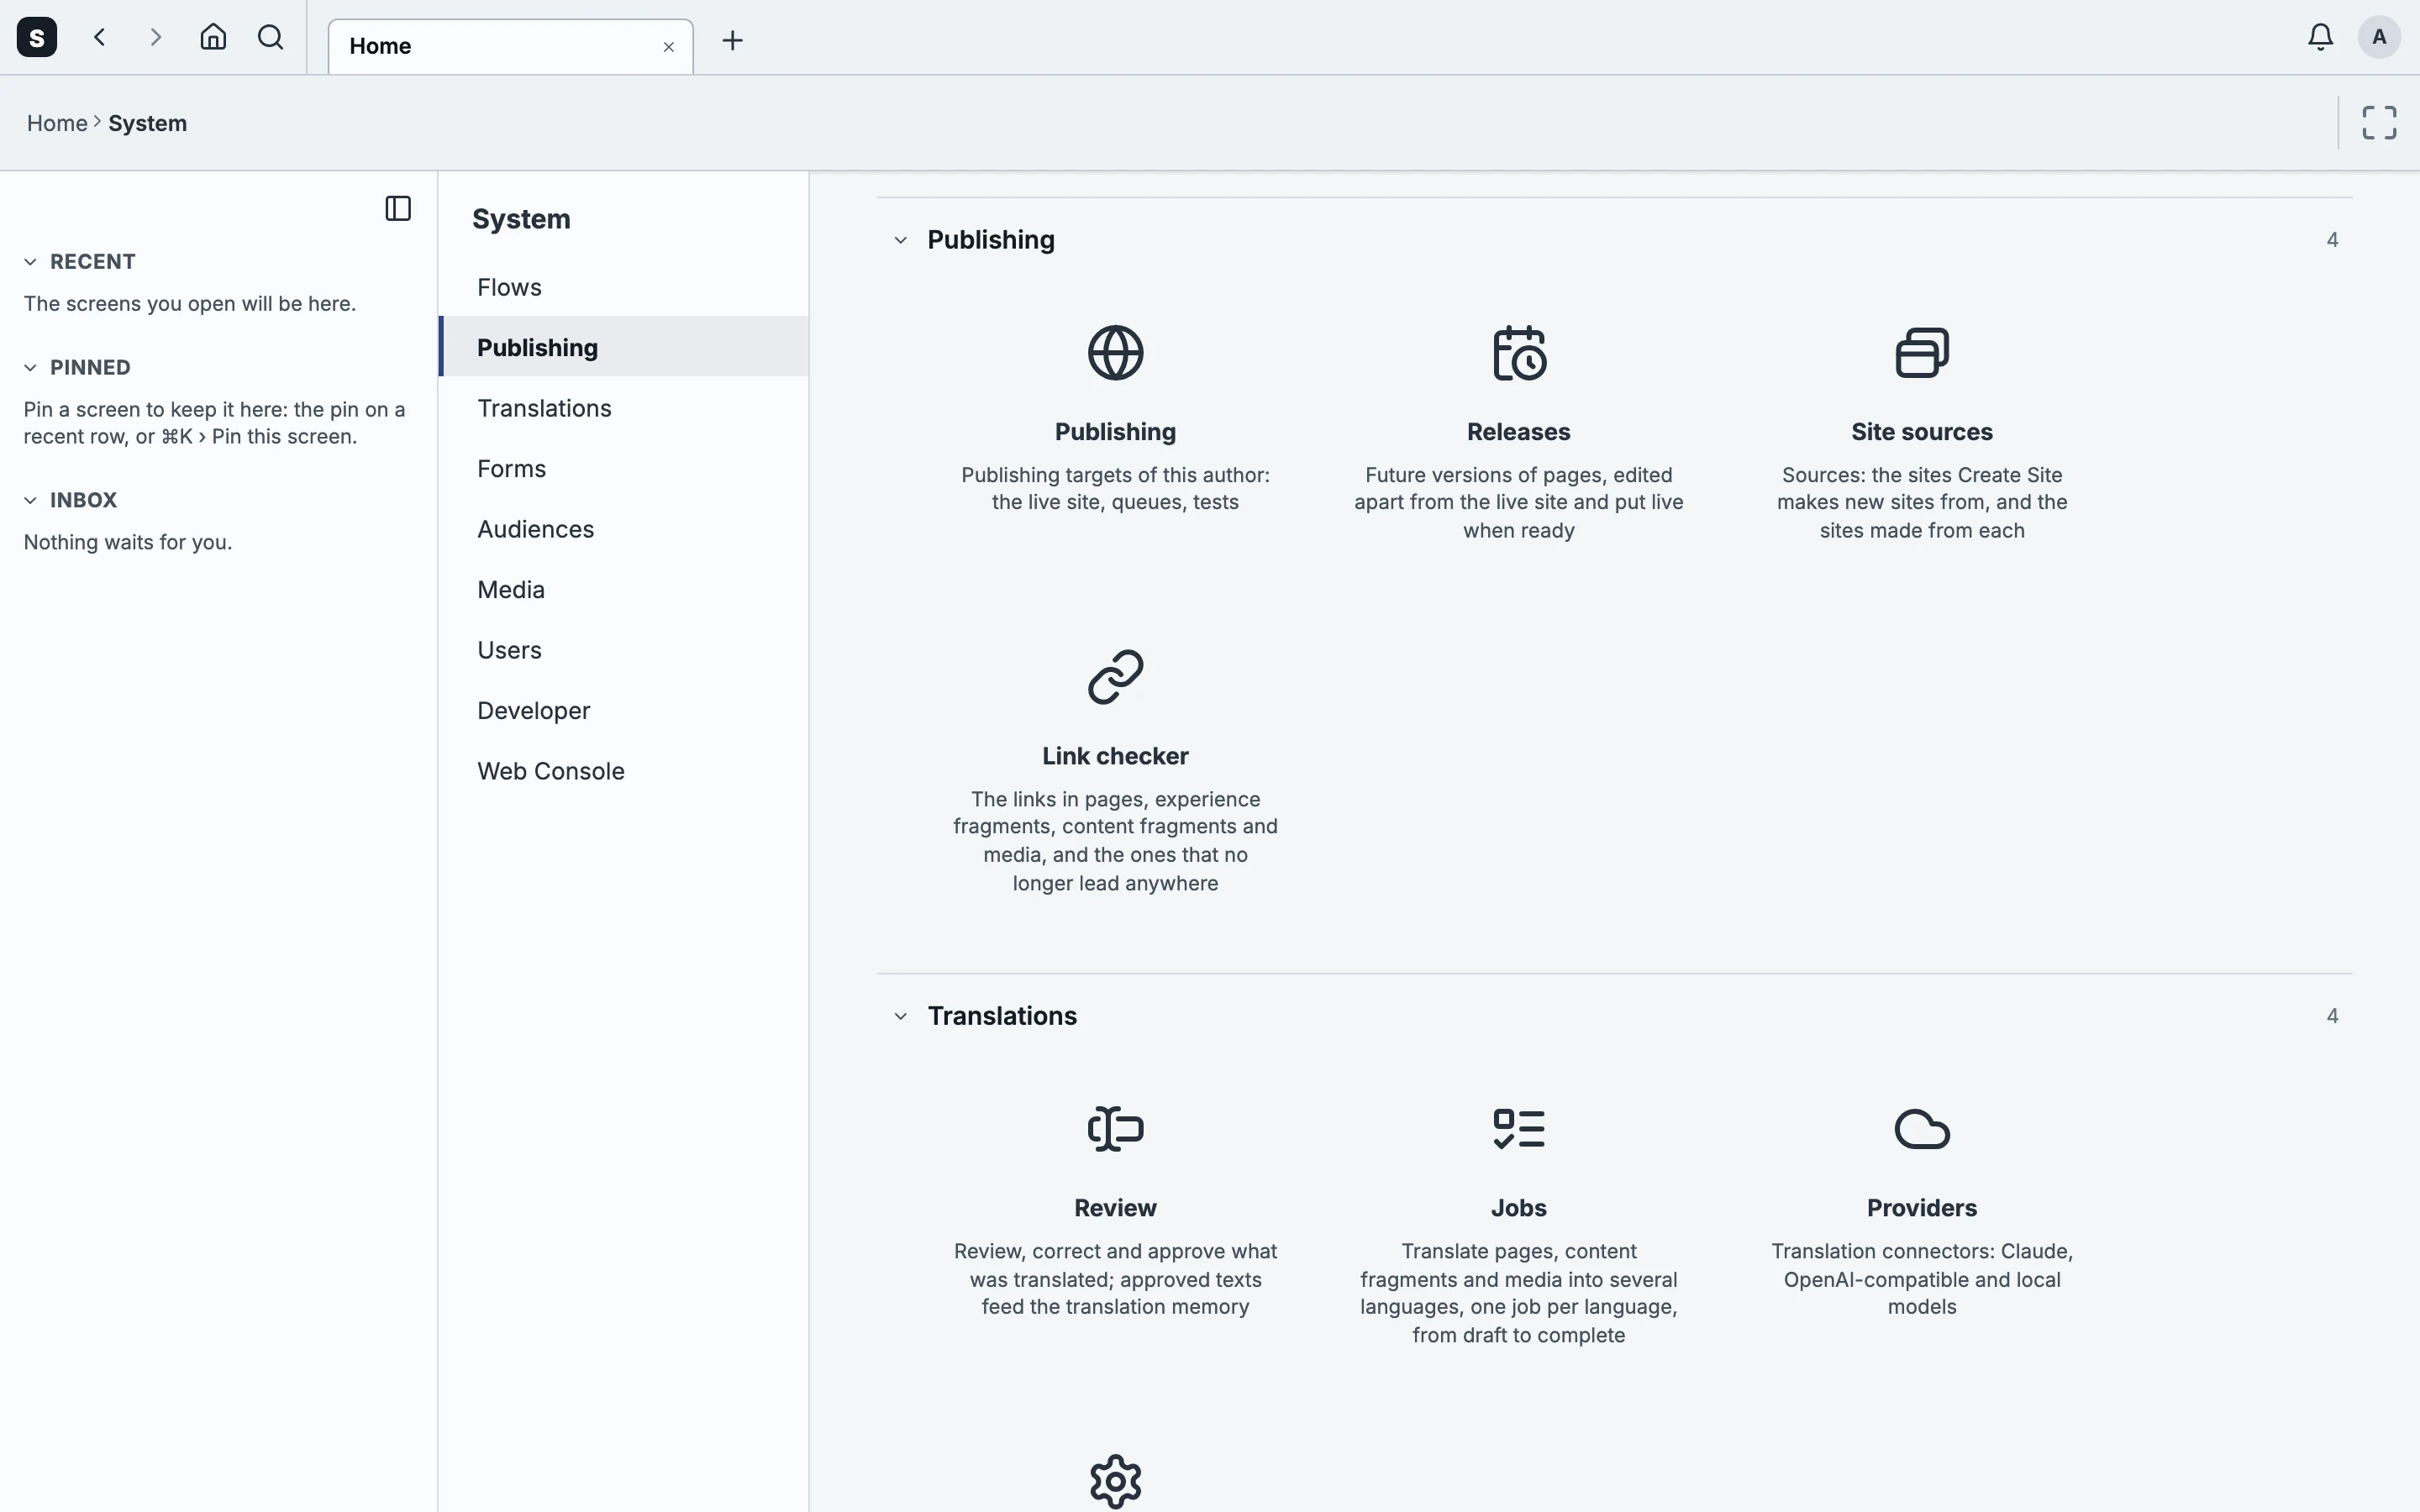 S
Home
A
Home
System
RECENT
The screens you open will be here.
PINNED
Pin a screen to keep it here: the pin on a
recent row, or ⌘K › Pin this screen.
INBOX
Nothing waits for you.
System
Flows
Publishing
Translations
Forms
Audiences
Media
Users
Developer
Web Console
Publishing
4
Publishing
Publishing targets of this author:
the live site, queues, tests
Releases
Future versions of pages, edited
apart from the live site and put live
when ready
Site sources
Sources: the sites Create Site
makes new sites from, and the
sites made from each
Link checker
The links in pages, experience
fragments, content fragments and
media, and the ones that no
longer lead anywhere
Translations
4
Review
Review, correct and approve what
was translated; approved texts
feed the translation memory
Jobs
Translate pages, content
fragments and media into several
languages, one job per language,
from draft to complete
Providers
Translation connectors: Claude,
OpenAI-compatible and local
models